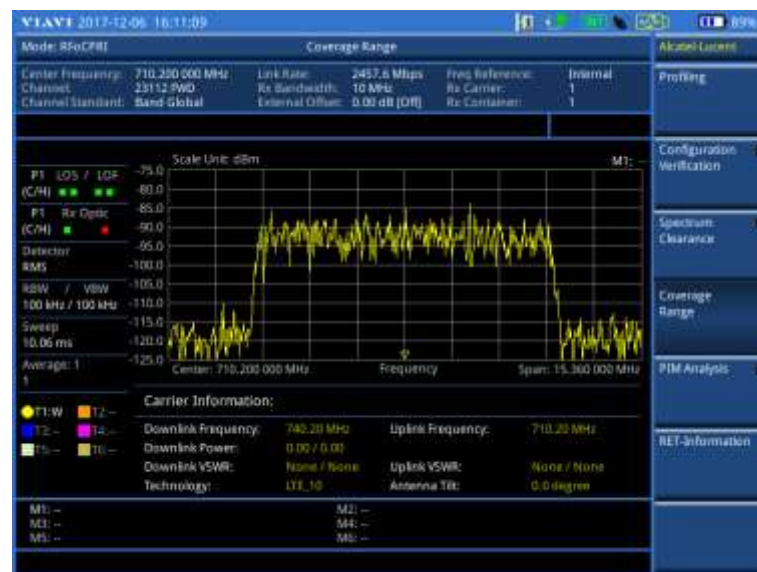 VIAVI 2017-12-06 16:11:09
89%
Mode: RFoCPRI
Coverage Range
Alcatel-Lucent
Center Frequency: 710.200 000 MHz
Link Rate: 2457.6 Mbps
Freq Reference: Internal
Channel: 23112 FWD
Rx Bandwidth: 10 MHz
Rx Carrier: 1
Channel Standard: Band Global
External Offset: 0.00 dB [Off]
Rx Container: 1
Profiling
Configuration Verification
Spectrum Clearance
Coverage Range
PIM Analysis
RET-Information
P1 LOS / LOF
(C/H)
P1 Rx Optic
(C/H)
Detector
RMS
RBW / VBW
100 kHz / 100 kHz
Sweep
10.06 ms
Average: 1
1
T1:W T2:--
T3:-- T4:--
T5:-- T6:--
Scale Unit: dBm
M1: --
-75.0
-80.0
-85.0
-90.0
-95.0
-100.0
-105.0
-110.0
-115.0
-120.0
-125.0
Center: 710.200 000 MHz
Frequency
Span: 15.360 000 MHz
Carrier Information:
Downlink Frequency: 740.20 MHz
Uplink Frequency: 710.20 MHz
Downlink Power: 0.00 / 0.00
Downlink VSWR: None / None
Uplink VSWR: None / None
Technology: LTE_10
Antenna Tilt: 0.0 degree
M1: -- M2: --
M3: -- M4: --
M5: -- M6: --